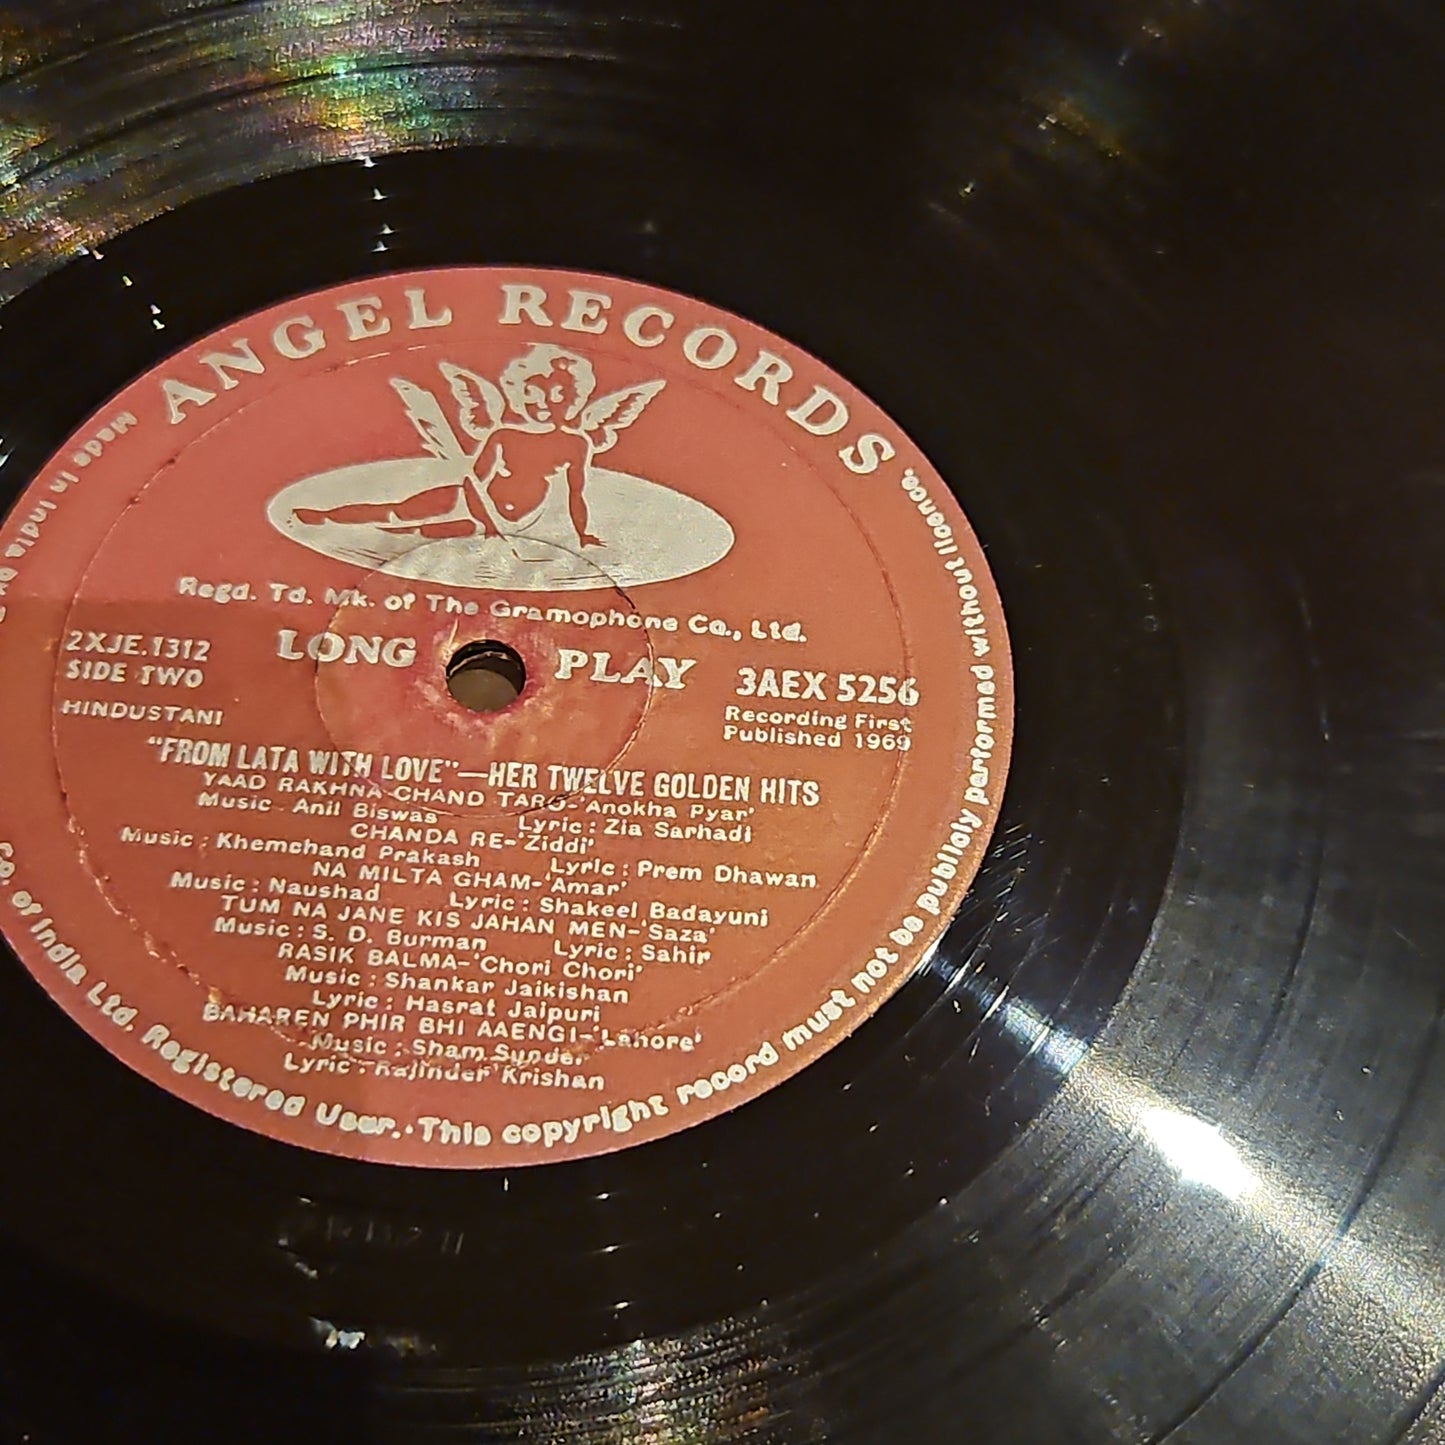 ANGEL RECORDS
Regd. Td. Mk. of The Gramophone Co., Ltd.
2XJE.1312
SIDE TWO
LONG PLAY
3AEX 5256
Recording First
Published 1969
HINDUSTANI
"FROM LATA WITH LOVE"—HER TWELVE GOLDEN HITS
YAAD RAKHNA CHAND TARO-'Anokha Pyar'
Music : Anil Biswas Lyric : Zia Sarhadi
CHANDA RE-'Ziddi'
Music : Khemchand Prakash Lyric : Prem Dhawan
NA MILTA GHAM-'Amar'
Music : Naushad Lyric : Shakeel Badayuni
TUM NA JANE KIS JAHAN MEN-'Saza'
Music : S. D. Burman Lyric : Sahir
RASIK BALMA-'Chori Chori'
Music : Shankar Jaikishan
Lyric : Hasrat Jaipuri
BAHAREN PHIR BHI AAENGI-'Lahore'
Music : Sham Sunder
Lyric : Rajinder Krishan
Made in India
Co. of India Ltd. Registered User. · This copyright record must not be publicly performed without licence.